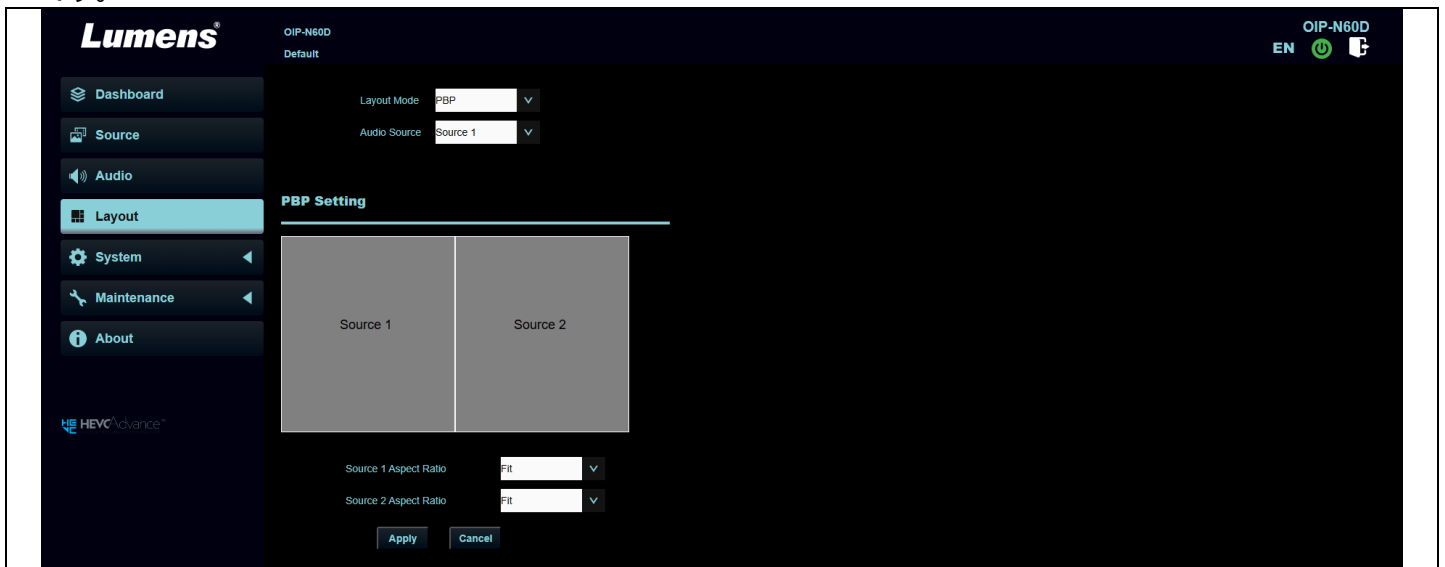 Lumens®
OIP-N60D
Default
OIP-N60D
EN
Dashboard
Source
Audio
Layout
System
Maintenance
About
HEVC Advance™
Layout Mode PBP
Audio Source Source 1
PBP Setting
Source 1 Source 2
Source 1 Aspect Ratio Fit
Source 2 Aspect Ratio Fit
Apply Cancel